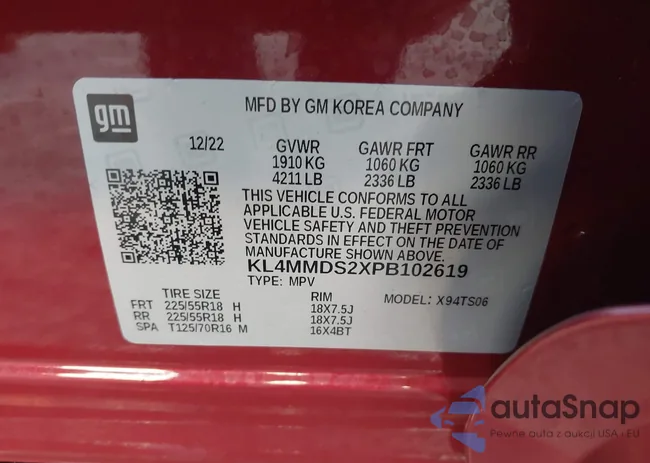 gm
MFD BY GM KOREA COMPANY
12/22
GVWR GAWR FRT GAWR RR
1910 KG 1060 KG 1060 KG
4211 LB 2336 LB 2336 LB
THIS VEHICLE CONFORMS TO ALL
APPLICABLE U.S. FEDERAL MOTOR
VEHICLE SAFETY AND THEFT PREVENTION
STANDARDS IN EFFECT ON THE DATE OF
MANUFACTURE SHOWN ABOVE.
KL4MMDS2XPB102619
TYPE: MPV
MODEL: X94TS06
TIRE SIZE RIM
FRT 225/55R18 H 18X7.5J
RR 225/55R18 H 18X7.5J
SPA T125/70R16 M 16X4BT
autaSnap
Pewne auta z aukcji USA - EU